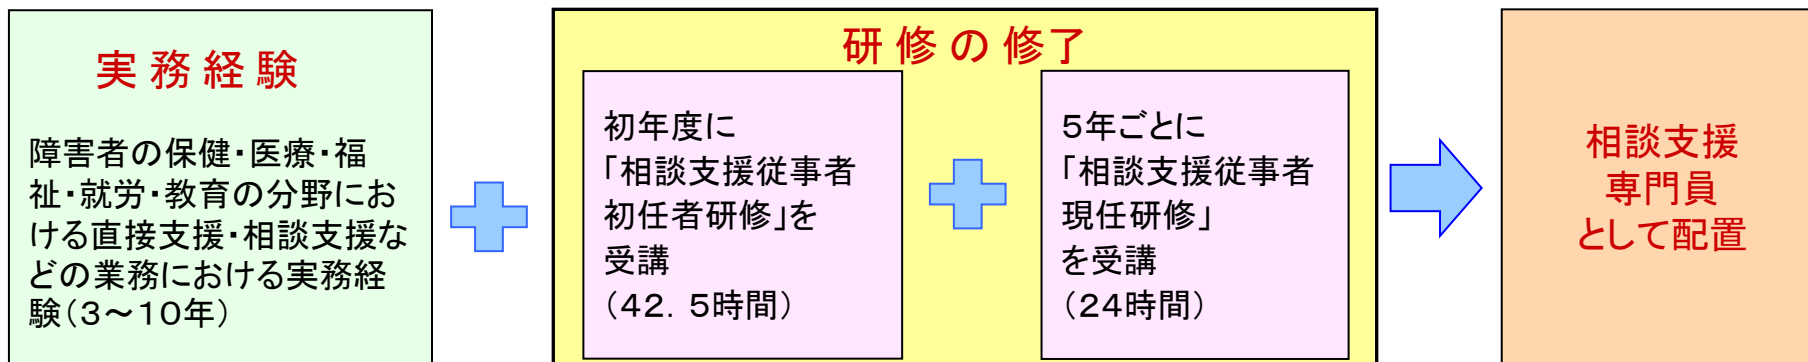 実務経験
障害者の保健・医療・福
祉・就労・教育の分野にお
ける直接支援・相談支援な
どの業務における実務経
験(3~10年)
研修の修了
初年度に
「相談支援従事者
初任者研修」を
受講
(42.5時間)
5年ごとに
「相談支援従事者
現任研修」
を受講
(24時間)
相談支援
専門員
として配置